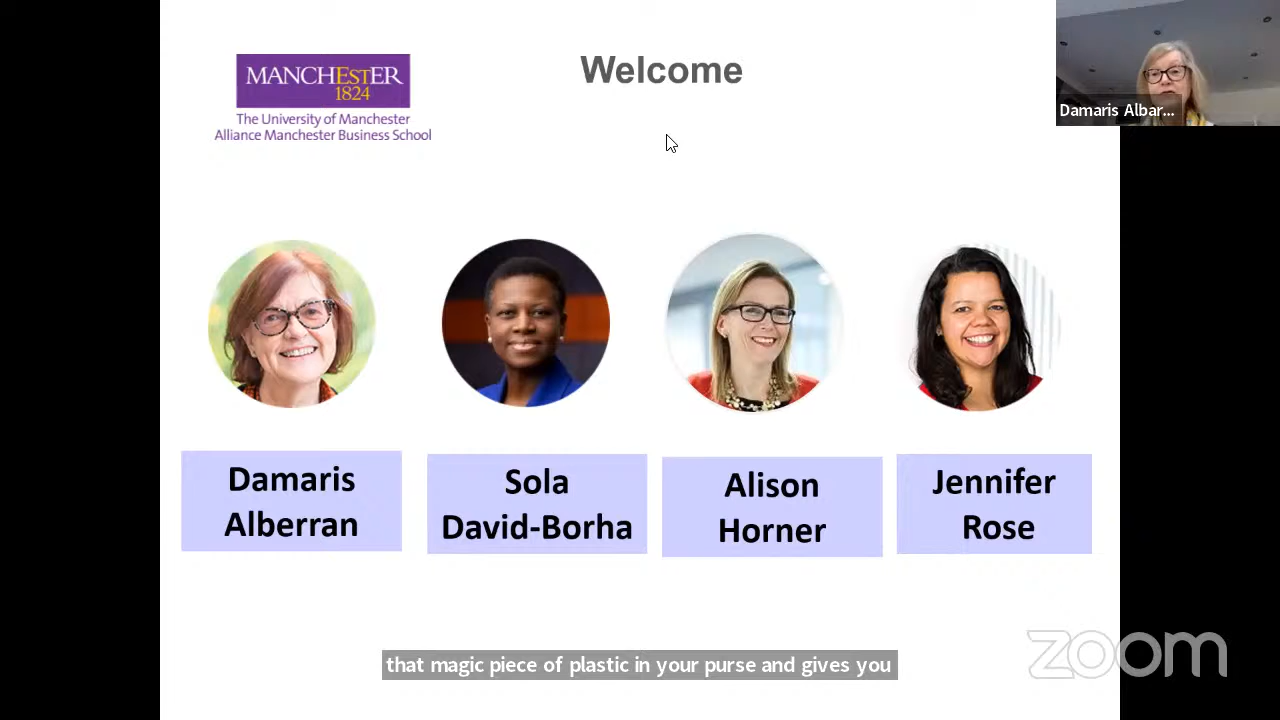 Welcome
MANCHESTER
1824
The University of Manchester
Alliance Manchester Business School
Damaris Albar...
Damaris
Alberran
Sola
David-Borha
Alison
Horner
Jennifer
Rose
that magic piece of plastic in your purse and gives you
zoom